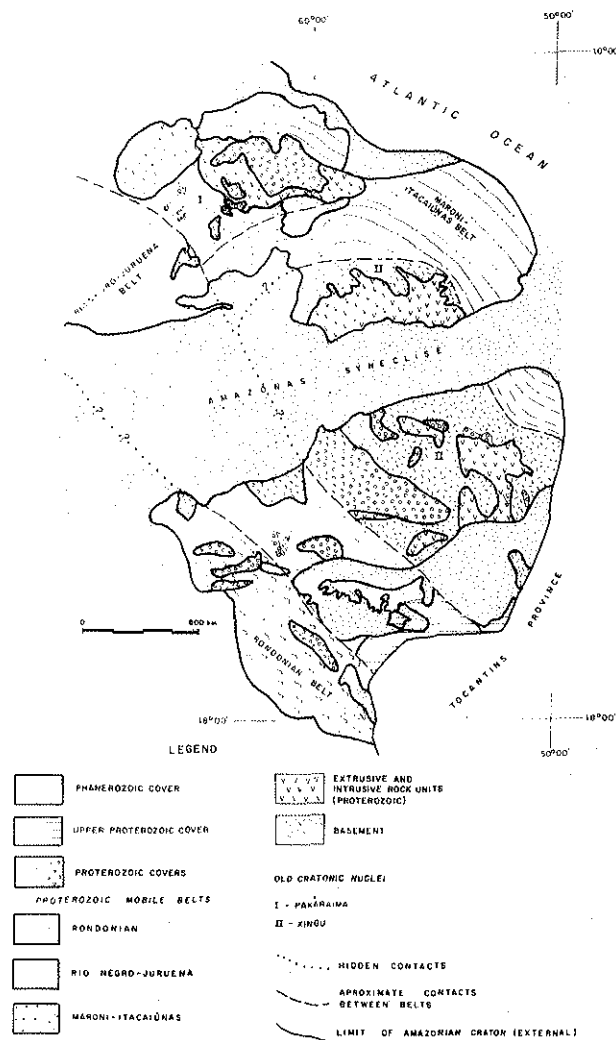 60°00'
50°00'
10°00'
ATLANTIC OCEAN
I
MARONI-
ITACAIÚNAS BELT
BELT
II
AMAZONAS SYNECLISE
II
0 600 km
RONDONIAN BELT
TOCANTINS PROVINCE
18°00'
18°00'
50°00'
LEGEND
PHANEROZOIC COVER
UPPER PROTEROZOIC COVER
PROTEROZOIC COVERS
PROTEROZOIC MOBILE BELTS
RONDONIAN
RIO NEGRO-JURUENA
MARONI-ITACAIÚNAS
EXTRUSIVE AND
INTRUSIVE ROCK UNITS
(PROTEROZOIC)
BASEMENT
OLD CRATONIC NUCLEI
I - PAKARAIMA
II - XINGU
HIDDEN CONTACTS
APROXIMATE CONTACTS
BETWEEN BELTS
LIMIT OF AMAZONIAN CRATON (EXTERNAL)